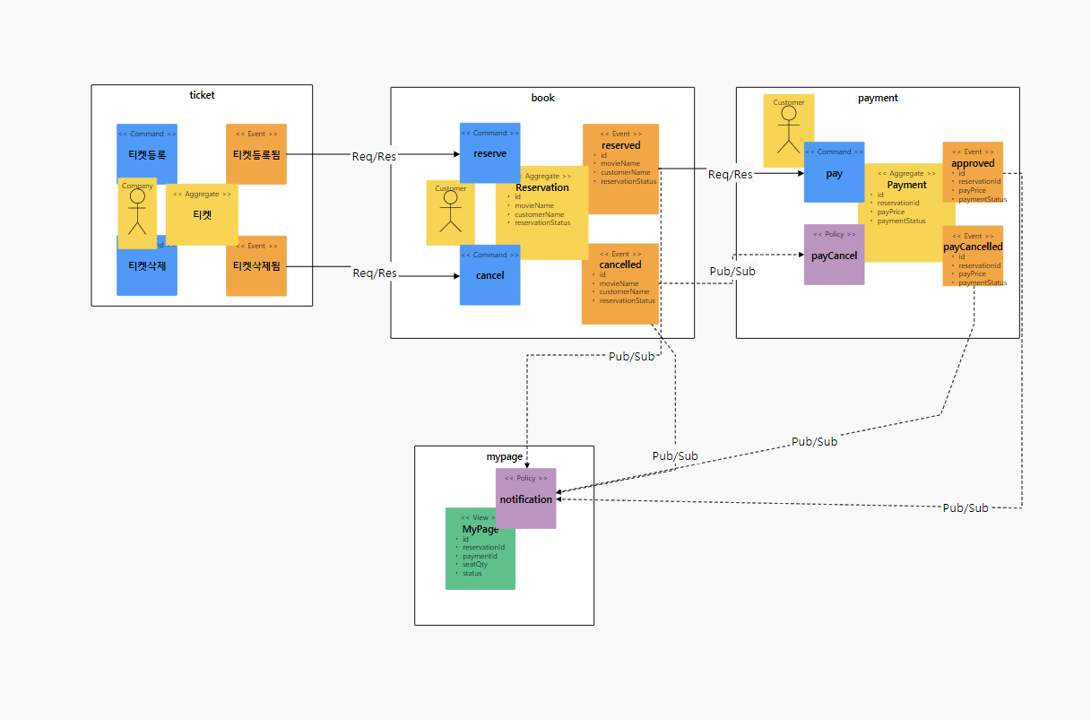 ticket
<< Command >>
티켓등록
<< Event >>
티켓등록됨
Company
<< Aggregate >>
티켓
nd >>
티켓삭제
<< Event >>
티켓삭제됨
Req/Res
Req/Res
book
<< Command >>
reserve
<< Event >>
reserved
• id
• movieName
• customerName
• reservationStatus
Customer
<< Aggregate >>
Reservation
• id
• movieName
• customerName
• reservationStatus
<< Command >>
cancel
<< Event >>
cancelled
• id
• movieName
• customerName
• reservationStatus
Req/Res
Pub/Sub
payment
Customer
<< Command >>
pay
<< Aggregate >>
Payment
• id
• reservationId
• payPrice
• paymentStatus
<< Event >>
approved
• id
• reservationId
• payPrice
• paymentStatus
<< Policy >>
payCancel
<< Event >>
payCancelled
• id
• reservationId
• payPrice
• paymentStatus
Pub/Sub
Pub/Sub
Pub/Sub
Pub/Sub
mypage
<< Policy >>
notification
<< View >
MyPage
• id
• reservationId
• paymentId
• seatQty
• status